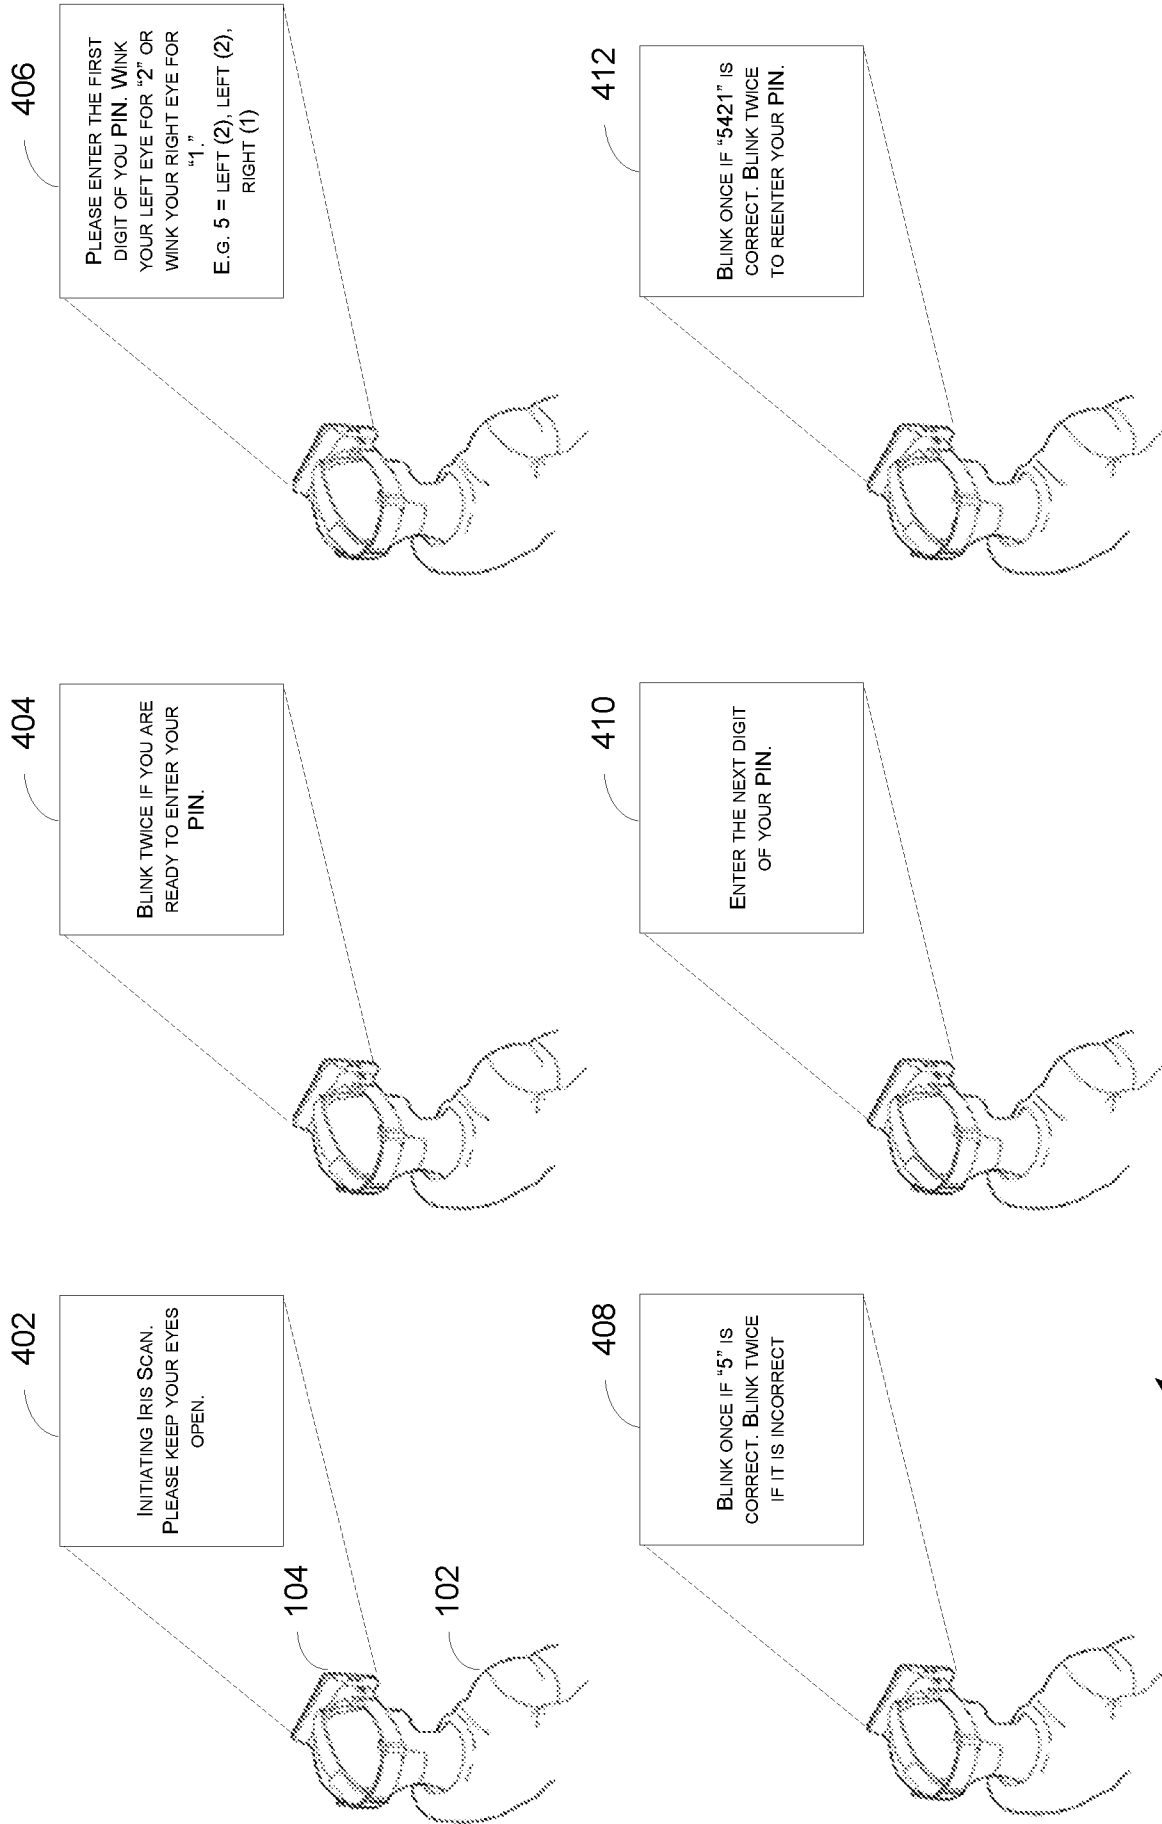 402
INITIATING IRIS SCAN.
PLEASE KEEP YOUR EYES
OPEN.
104
102
404
BLINK TWICE IF YOU ARE
READY TO ENTER YOUR
PIN.
406
PLEASE ENTER THE FIRST
DIGIT OF YOU PIN. WINK
YOUR LEFT EYE FOR “2” OR
WINK YOUR RIGHT EYE FOR
“1.”
E.G. 5 = LEFT (2), LEFT (2),
RIGHT (1)
408
BLINK ONCE IF “5” IS
CORRECT. BLINK TWICE
IF IT IS INCORRECT
410
ENTER THE NEXT DIGIT
OF YOUR PIN.
412
BLINK ONCE IF “5421” IS
CORRECT. BLINK TWICE
TO REENTER YOUR PIN.